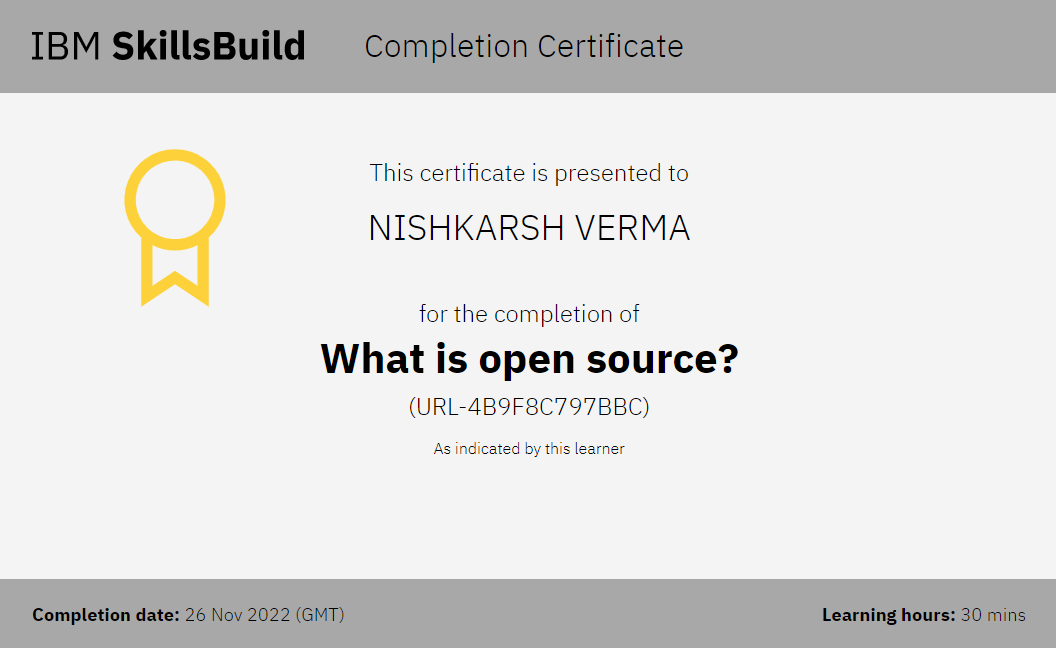 IBM SkillsBuild Completion Certificate
This certificate is presented to
NISHKARSH VERMA
for the completion of
What is open source?
(URL-4B9F8C797BBC)
As indicated by this learner
Completion date: 26 Nov 2022 (GMT) Learning hours: 30 mins